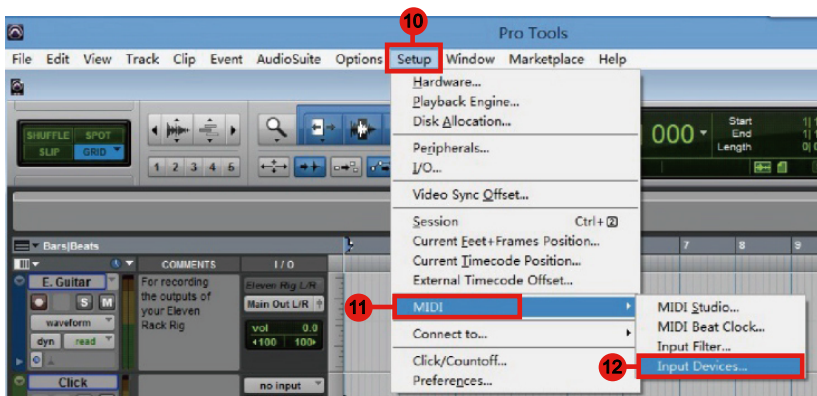 10
Pro Tools
File Edit View Track Clip Event AudioSuite Options Setup Window Marketplace Help
Hardware...
Playback Engine...
Disk Allocation...
Peripherals...
I/O...
Video Sync Offset...
Session Ctrl+2
Current Feet+Frames Position...
Current Timecode Position...
External Timecode Offset...
11
MIDI
Connect to...
Click/Countoff...
Preferences...
MIDI Studio...
MIDI Beat Clock...
Input Filter...
12
Input Devices...
SHUFFLE SPOT
SLIP GRID
1 2 3 4 5
000
Start
End
Length
Bars|Beats
7 8 9
COMMENTS I / O
E. Guitar
S M
waveform
dyn read
For recording
the outputs of
your Eleven
Rack Rig
Eleven Rig L/R
Main Out L/R
vol 0.0
100 100
Click
no input